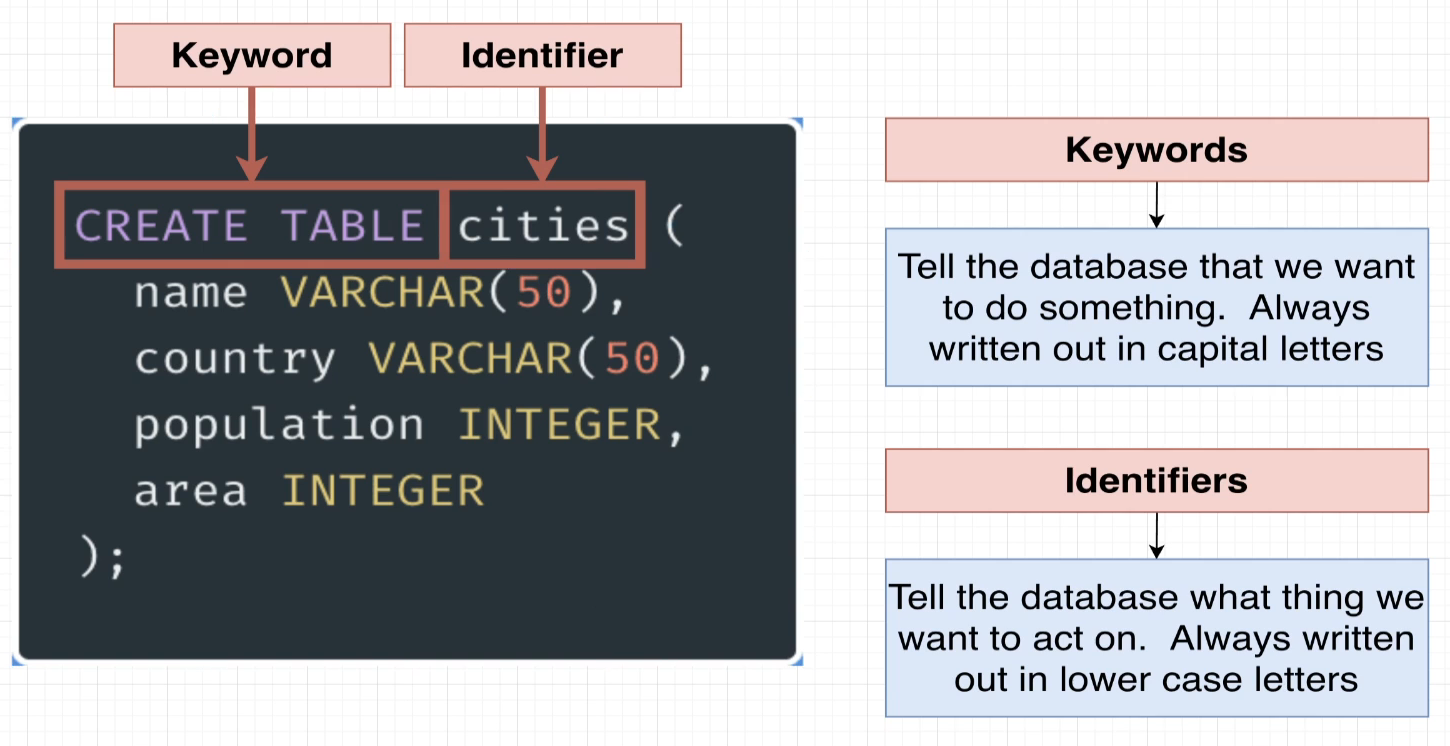 Keyword
Identifier
CREATE TABLE cities (
name VARCHAR(50),
country VARCHAR(50),
population INTEGER,
area INTEGER
);
Keywords
Tell the database that we want
to do something.  Always
written out in capital letters
Identifiers
Tell the database what thing we
want to act on.  Always written
out in lower case letters